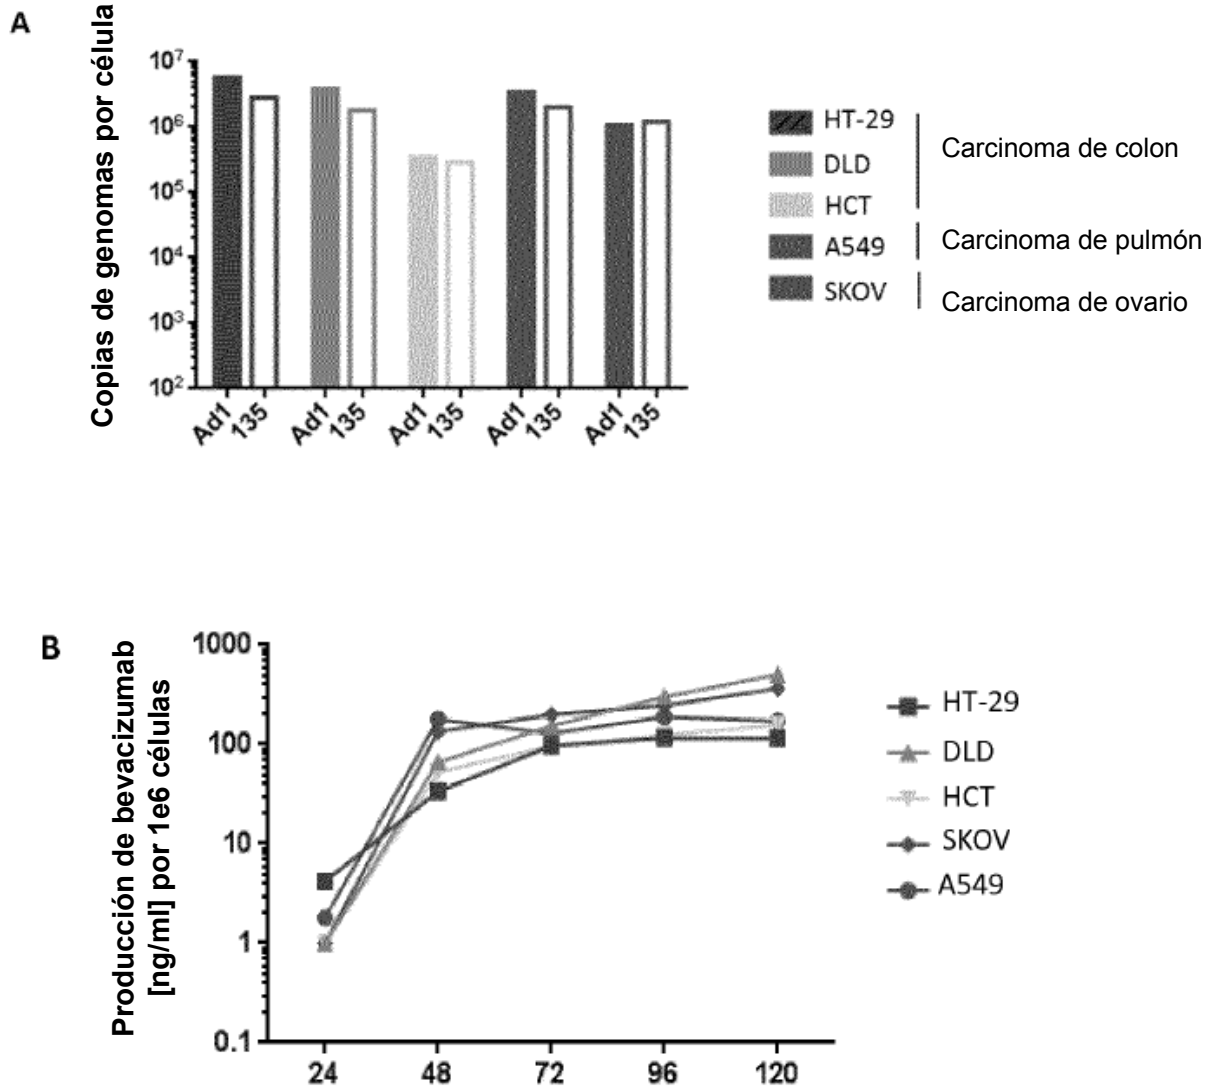 A
Copias de genomas por célula
10⁷
10⁶
10⁵
10⁴
10³
10²
Ad1
135
Ad1
135
Ad1
135
Ad1
135
Ad1
135
HT-29
DLD
HCT
A549
SKOV
Carcinoma de colon
Carcinoma de pulmón
Carcinoma de ovario
B
Producción de bevacizumab
[ng/ml] por 1e6 células
1000
100
10
1
0.1
24
48
72
96
120
HT-29
DLD
HCT
SKOV
A549